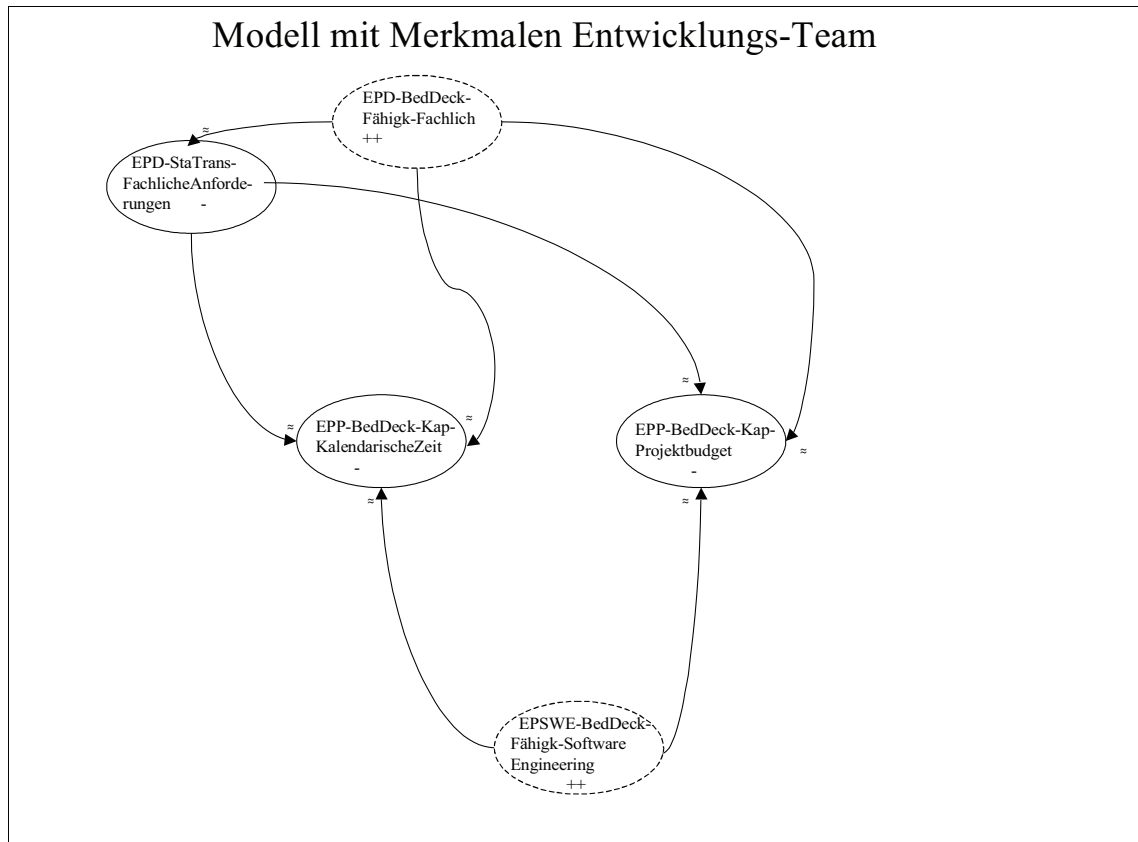 Modell mit Merkmalen Entwicklungs-Team
EPD-BedDeck-
Fähigk-Fachlich
++
≈
EPD-StaTrans-
FachlicheAnforde-
rungen -
≈
≈
≈
EPP-BedDeck-Kap-
KalendarischeZeit
-
EPP-BedDeck-Kap-
Projektbudget
-
≈
≈
≈
EPSWE-BedDeck-
Fähigk-Software
Engineering
++